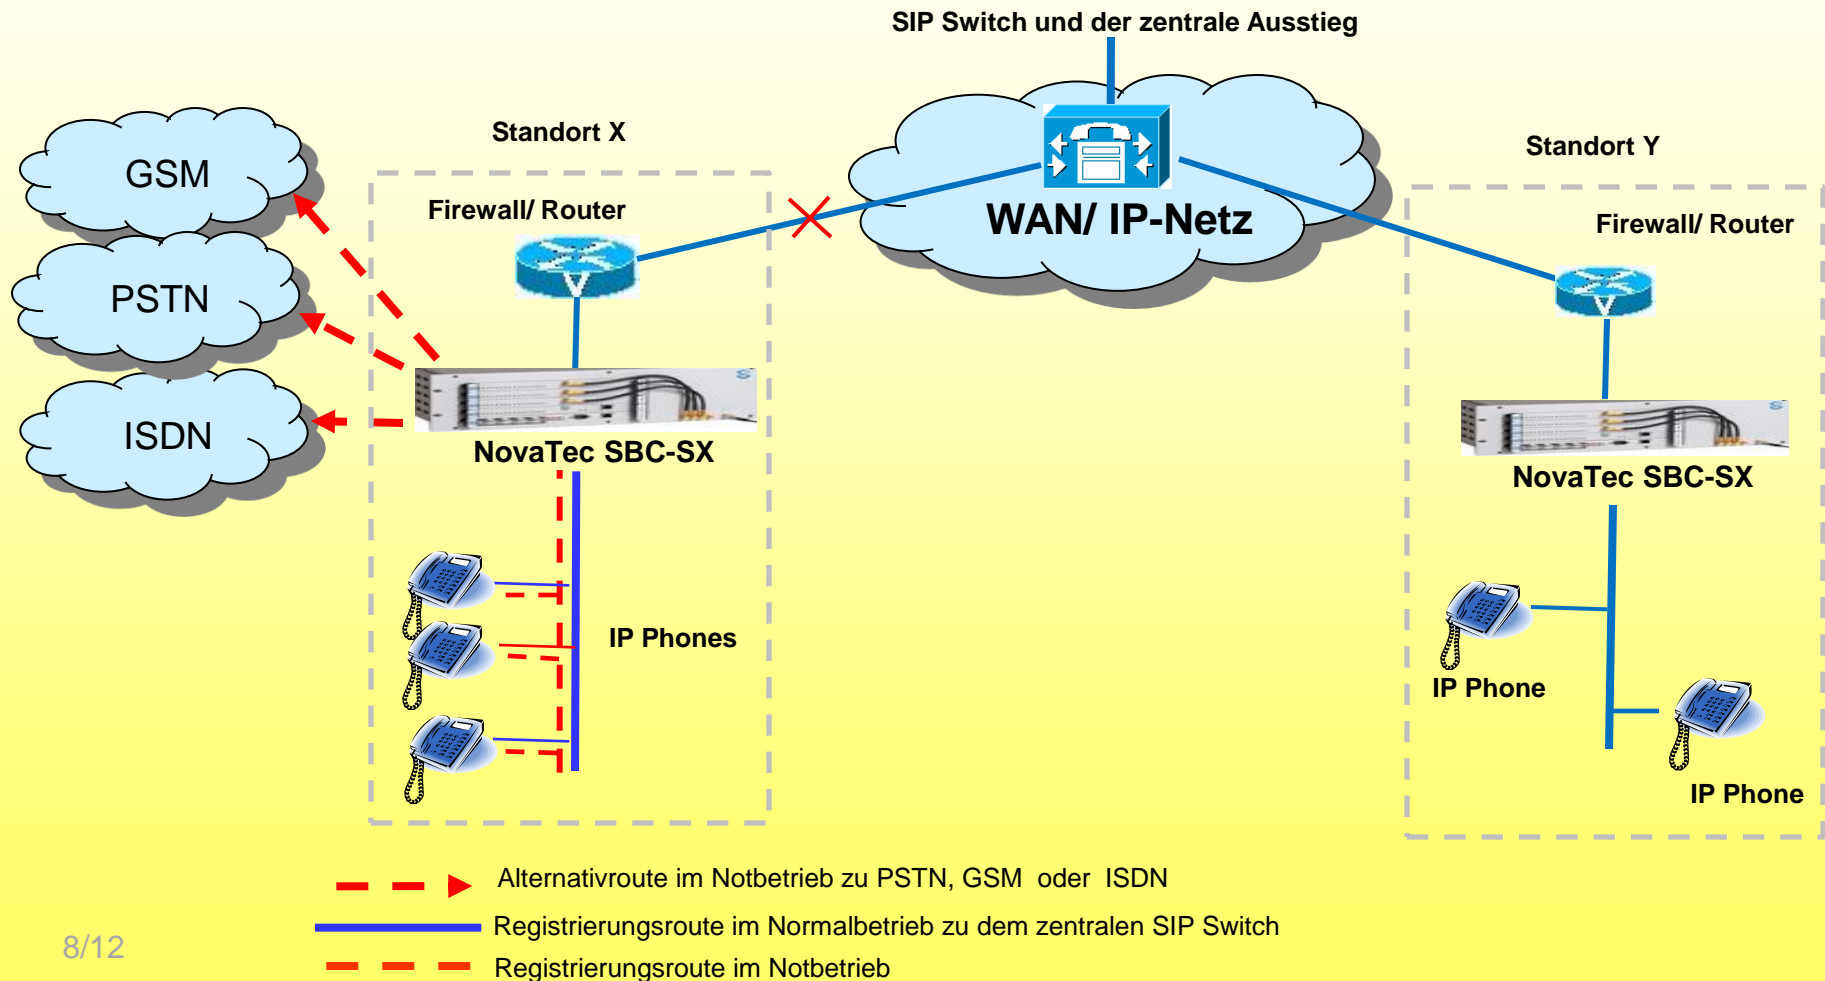 SIP Switch und der zentrale Ausstieg
Standort X
Standort Y
GSM
Firewall/ Router
WAN/ IP-Netz
Firewall/ Router
PSTN
ISDN
NovaTec SBC-SX
NovaTec SBC-SX
IP Phones
IP Phone
IP Phone
Alternativroute im Notbetrieb zu PSTN, GSM oder ISDN
Registrierungsroute im Normalbetrieb zu dem zentralen SIP Switch
8/12
Registrierungsroute im Notbetrieb